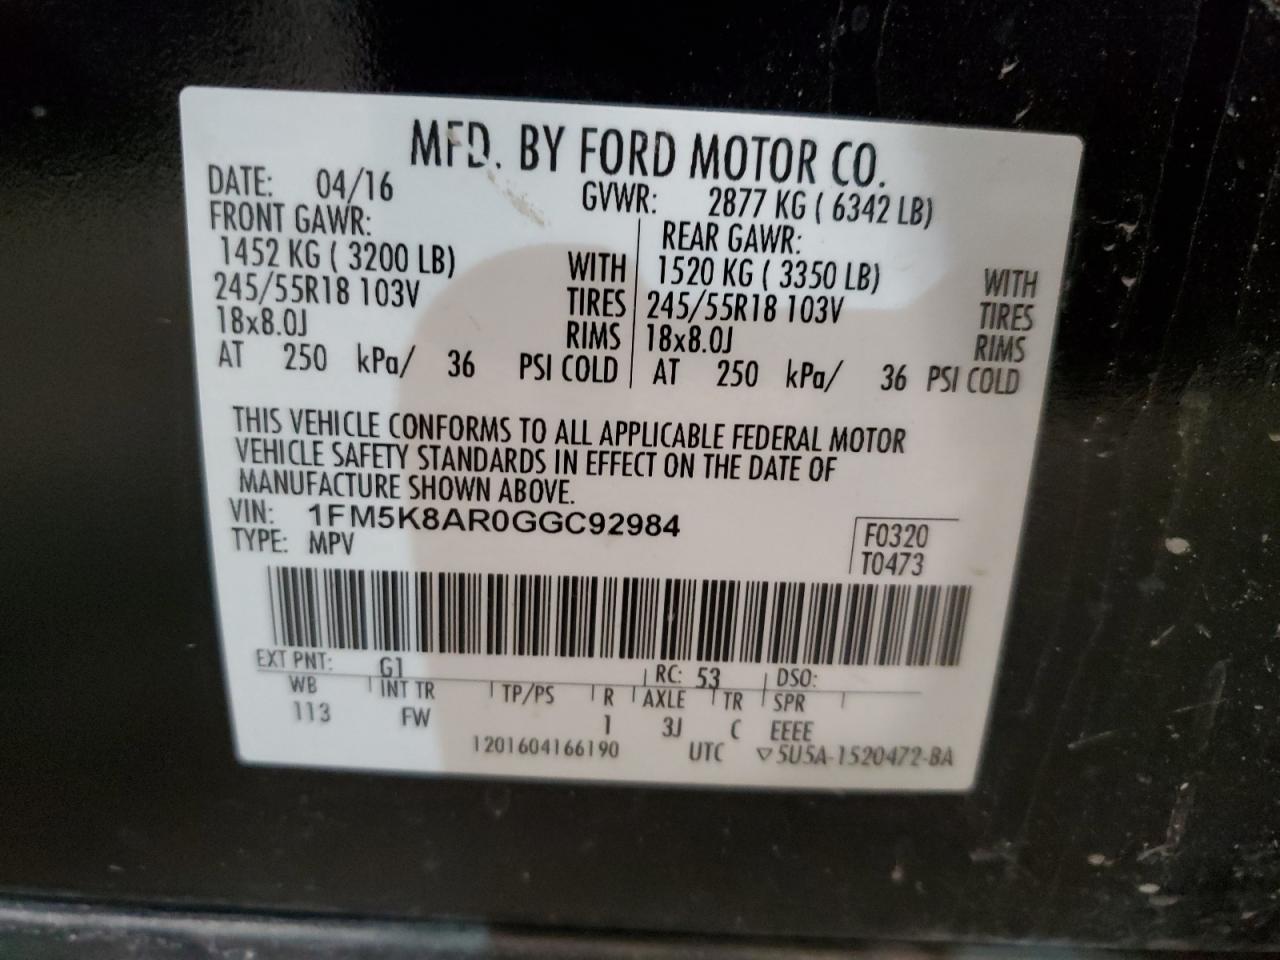 MFD. BY FORD MOTOR CO.
DATE: 04/16 GVWR: 2877 KG ( 6342 LB)
FRONT GAWR: REAR GAWR:
1452 KG ( 3200 LB) WITH 1520 KG ( 3350 LB) WITH
245/55R18 103V TIRES 245/55R18 103V TIRES
18x8.0J RIMS 18x8.0J RIMS
AT 250 kPa/ 36 PSI COLD AT 250 kPa/ 36 PSI COLD
THIS VEHICLE CONFORMS TO ALL APPLICABLE FEDERAL MOTOR
VEHICLE SAFETY STANDARDS IN EFFECT ON THE DATE OF
MANUFACTURE SHOWN ABOVE.
VIN: 1FM5K8AR0GGC92984 F0320
TYPE: MPV T0473
EXT PNT: G1 RC: 53 DSO:
WB INT TR TP/PS R AXLE TR SPR
113 FW 1 3J C EEEE
1201604166190 UTC ▽5U5A-1520472-BA